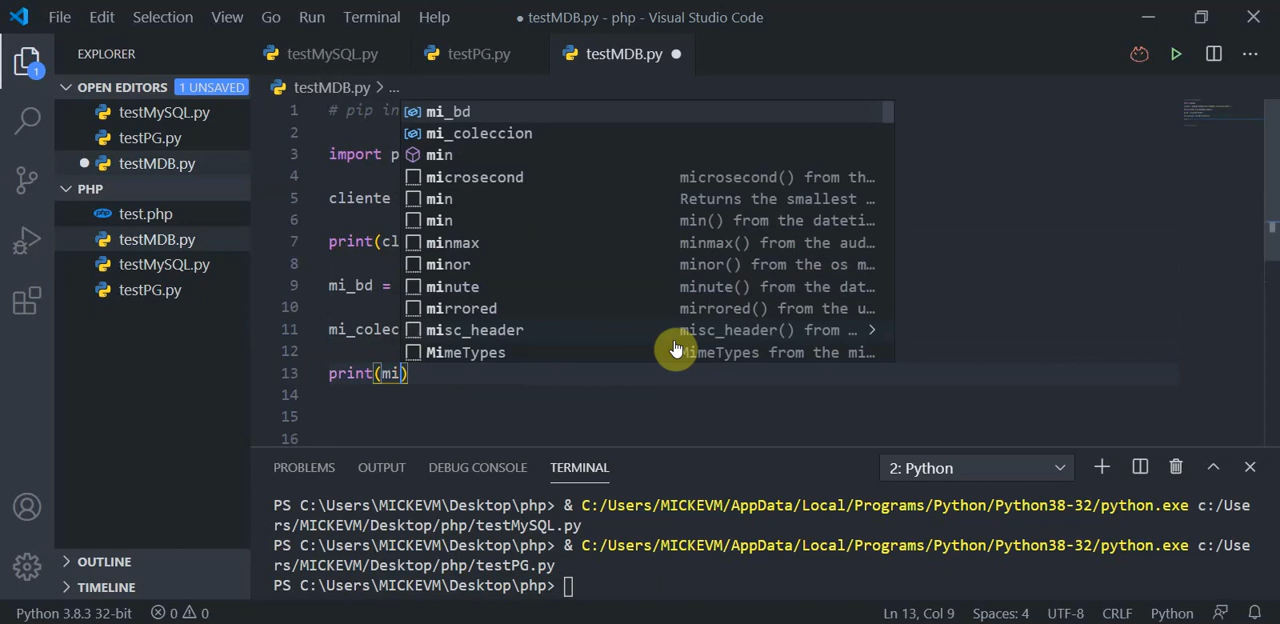 File Edit Selection View Go Run Terminal Help ● testMDB.py - php - Visual Studio Code
EXPLORER
testMySQL.py testPG.py testMDB.py
OPEN EDITORS 1 UNSAVED
testMySQL.py
testPG.py
testMDB.py
PHP
test.php
testMDB.py
testMySQL.py
testPG.py
OUTLINE
TIMELINE
1
testMDB.py > ...
1 # pip in
2
3 import p
4
5 cliente
6
7 print(cl
8
9 mi_bd =
10
11 mi_colec
12
13 print(mi)
14
15
16
mi_bd
mi_coleccion
min
microsecond microsecond() from th…
min Returns the smallest …
min min() from the dateti…
minmax minmax() from the aud…
minor minor() from the os m…
minute minute() from the dat…
mirrored mirrored() from the u…
misc_header misc_header() from … >
MimeTypes MimeTypes from the mi…
PROBLEMS OUTPUT DEBUG CONSOLE TERMINAL 2: Python
PS C:\Users\MICKEVM\Desktop\php> & C:/Users/MICKEVM/AppData/Local/Programs/Python/Python38-32/python.exe c:/Use
rs/MICKEVM/Desktop/php/testMySQL.py
PS C:\Users\MICKEVM\Desktop\php> & C:/Users/MICKEVM/AppData/Local/Programs/Python/Python38-32/python.exe c:/Use
rs/MICKEVM/Desktop/php/testPG.py
PS C:\Users\MICKEVM\Desktop\php>
Python 3.8.3 32-bit 0 0 Ln 13, Col 9 Spaces: 4 UTF-8 CRLF Python